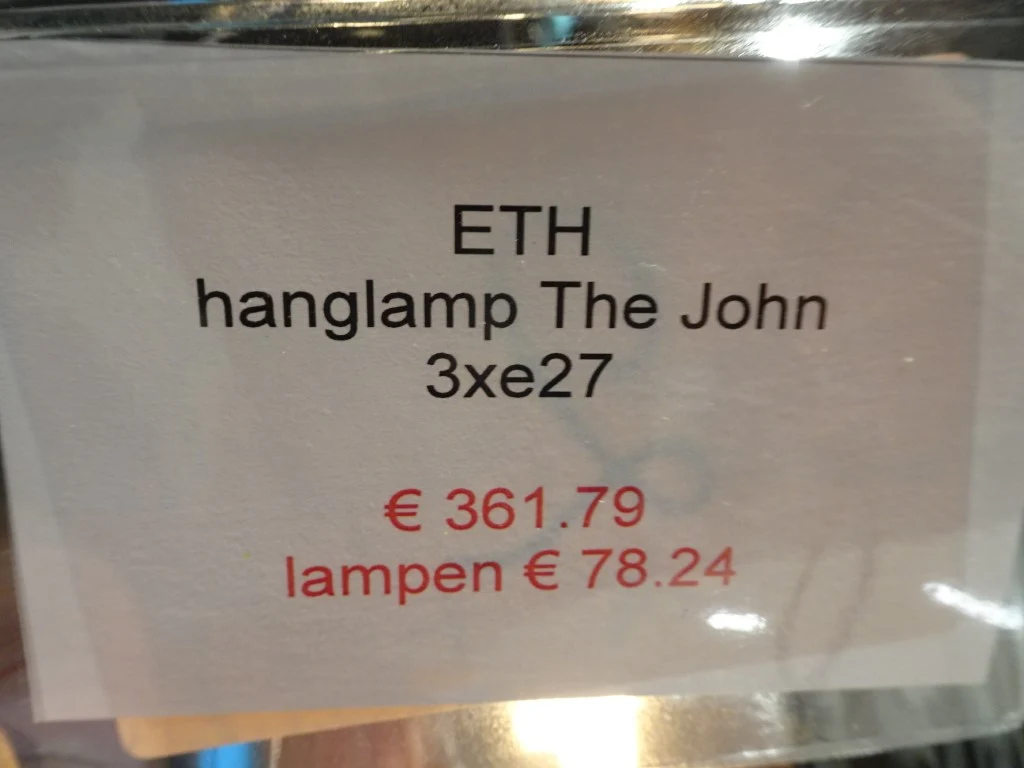 ETH
hanglamp The John
3xe27
€ 361.79
lampen € 78.24